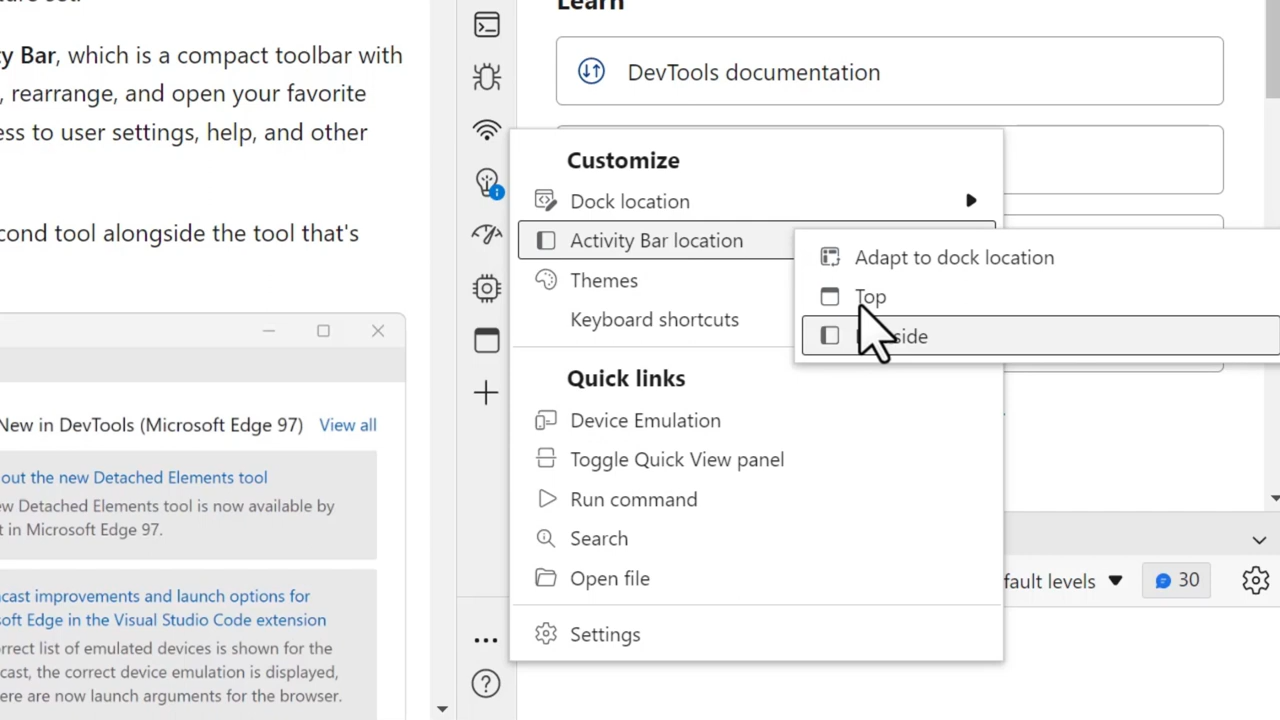 ty Bar, which is a compact toolbar with
, rearrange, and open your favorite
ess to user settings, help, and other
cond tool alongside the tool that's
New in DevTools (Microsoft Edge 97) View all
out the new Detached Elements tool
ew Detached Elements tool is now available by
t in Microsoft Edge 97.
cast improvements and launch options for
soft Edge in the Visual Studio Code extension
rrect list of emulated devices is shown for the
cast, the correct device emulation is displayed,
ere are now launch arguments for the browser.
Learn
DevTools documentation
Customize
Dock location
Activity Bar location
Themes
Keyboard shortcuts
Adapt to dock location
Top
side
Quick links
Device Emulation
Toggle Quick View panel
Run command
Search
Open file
Settings
fault levels
30